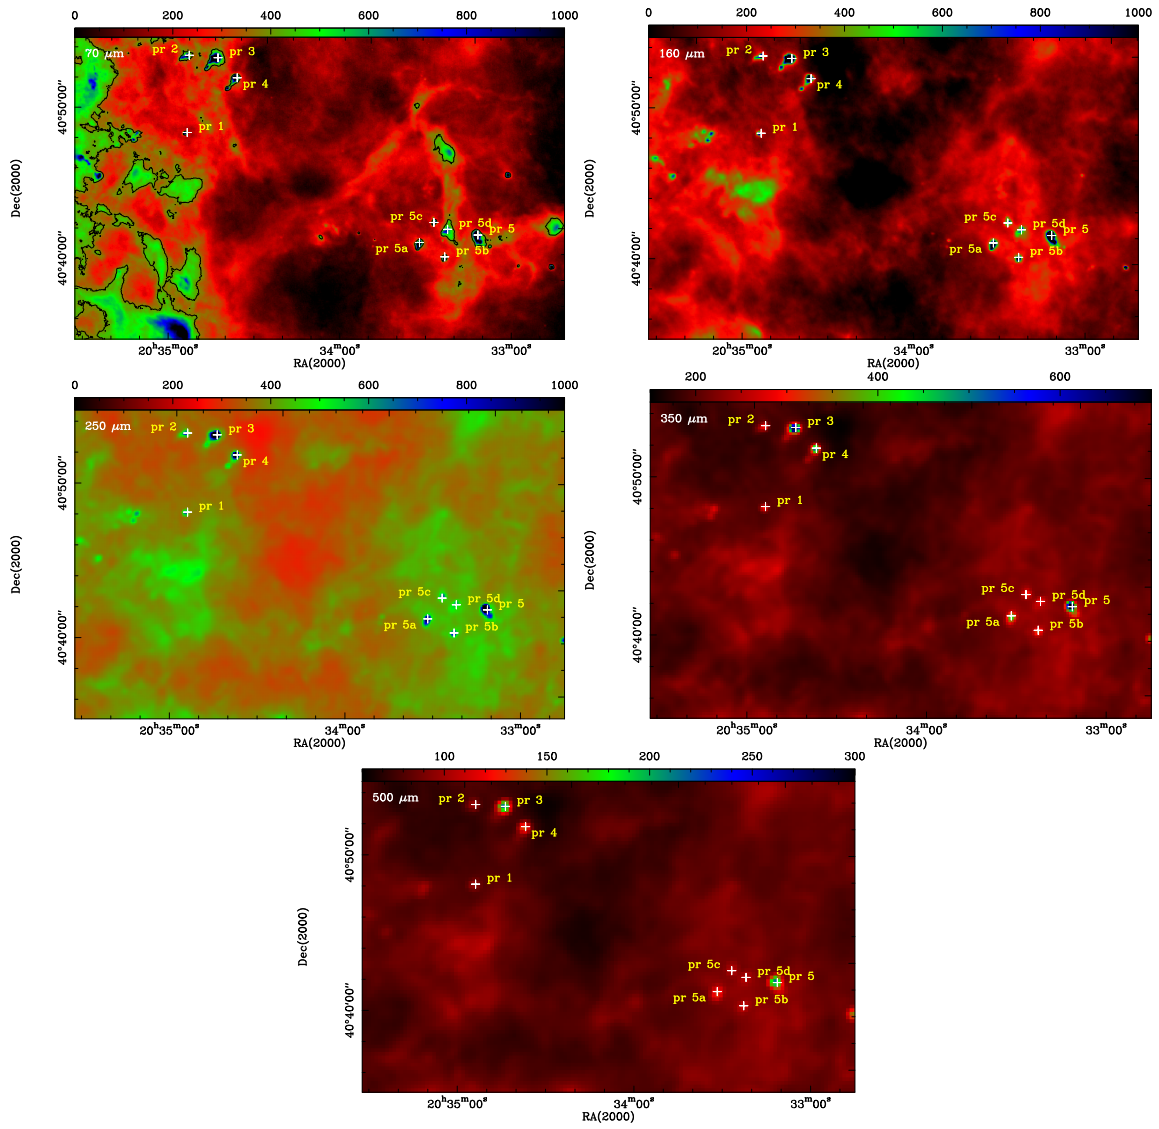 0 200 400 600 800 1000
70 μm
pr 2
pr 3
pr 4
pr 1
pr 5c
pr 5d
pr 5
pr 5a
pr 5b
40°50′00″
40°40′00″
Dec(2000)
20h35m00s 34m00s 33m00s
RA(2000)
0 200 400 600 800 1000
160 μm
pr 2
pr 3
pr 4
pr 1
pr 5c
pr 5d
pr 5
pr 5a
pr 5b
40°50′00″
40°40′00″
Dec(2000)
20h35m00s 34m00s 33m00s
RA(2000)
0 200 400 600 800 1000
250 μm
pr 2
pr 3
pr 4
pr 1
pr 5c
pr 5d
pr 5
pr 5a
pr 5b
40°50′00″
40°40′00″
Dec(2000)
20h35m00s 34m00s 33m00s
RA(2000)
200 400 600
350 μm
pr 2
pr 3
pr 4
pr 1
pr 5c
pr 5d
pr 5
pr 5a
pr 5b
40°50′00″
40°40′00″
Dec(2000)
20h35m00s 34m00s 33m00s
RA(2000)
100 150 200 250 300
500 μm
pr 2
pr 3
pr 4
pr 1
pr 5c
pr 5d
pr 5
pr 5a
pr 5b
40°50′00″
40°40′00″
Dec(2000)
20h35m00s 34m00s 33m00s
RA(2000)